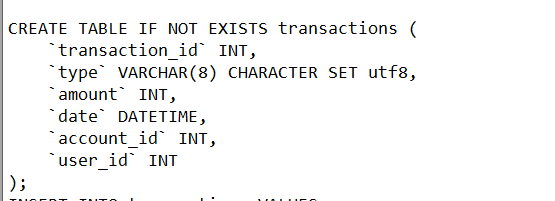 CREATE TABLE IF NOT EXISTS transactions (
    `transaction_id` INT,
    `type` VARCHAR(8) CHARACTER SET utf8,
    `amount` INT,
    `date` DATETIME,
    `account_id` INT,
    `user_id` INT
);